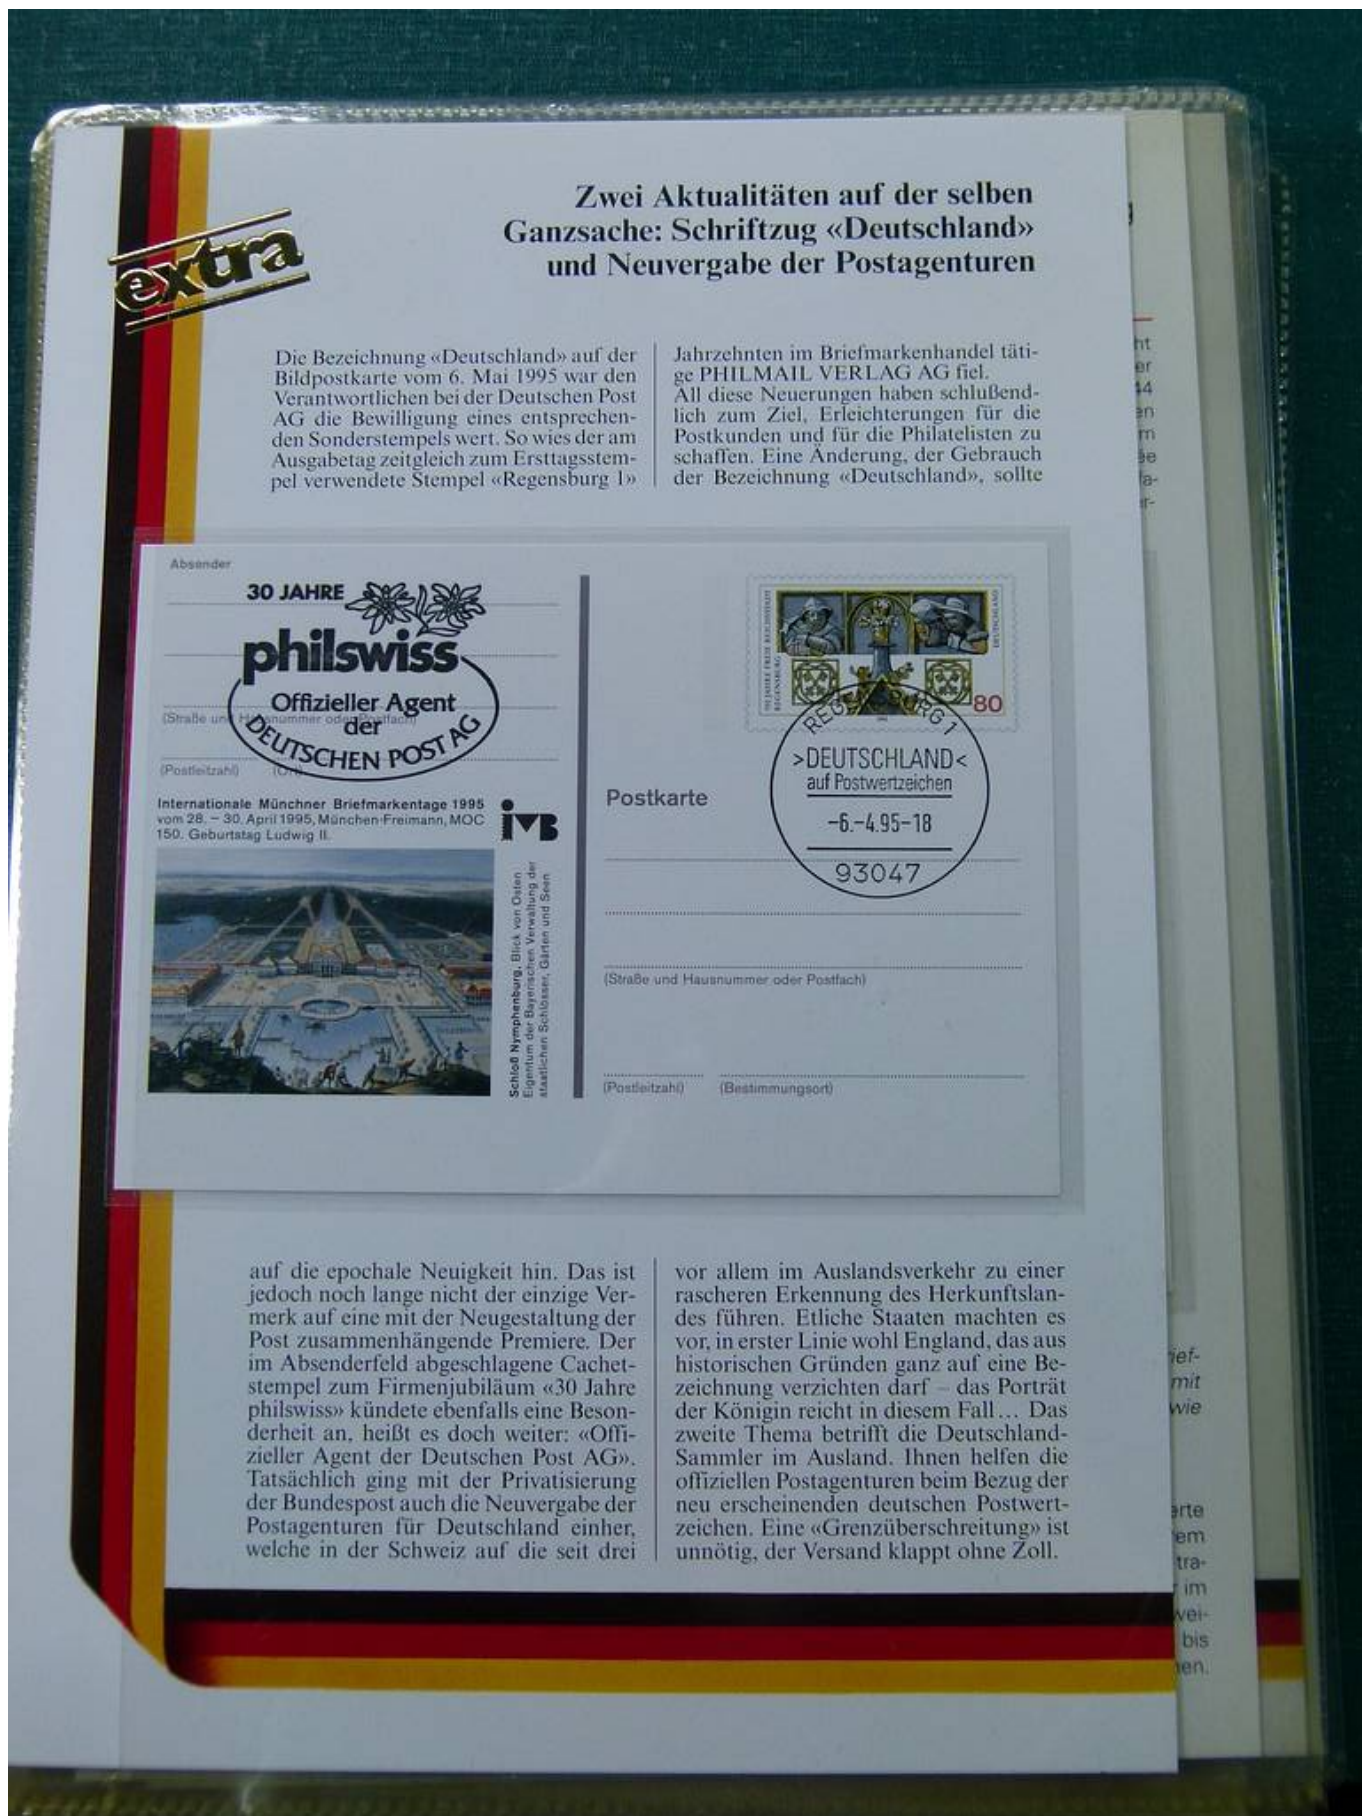 extra
Zwei Aktualitäten auf der selben
Ganzsache: Schriftzug «Deutschland»
und Neuvergabe der Postagenturen
Die Bezeichnung «Deutschland» auf der
Bildpostkarte vom 6. Mai 1995 war den
Verantwortlichen bei der Deutschen Post
AG die Bewilligung eines entsprechen-
den Sonderstempels wert. So wies der am
Ausgabetag zeitgleich zum Ersttagsstem-
pel verwendete Stempel «Regensburg 1»
Jahrzehnten im Briefmarkenhandel täti-
ge PHILMAIL VERLAG AG fiel.
All diese Neuerungen haben schlußend-
lich zum Ziel, Erleichterungen für die
Postkunden und für die Philatelisten zu
schaffen. Eine Änderung, der Gebrauch
der Bezeichnung «Deutschland», sollte
Absender
30 JAHRE
philswiss
Offizieller Agent
der
DEUTSCHEN POST AG
(Straße und Hausnummer oder Postfach)
(Postleitzahl) (Ort)
Internationale Münchner Briefmarkentage 1995
vom 28. – 30. April 1995, München-Freimann, MOC
150. Geburtstag Ludwig II.
iMB
Schloß Nymphenburg, Blick von Osten
Eigentum der Bayerischen Verwaltung der
staatlichen Schlösser, Gärten und Seen
REGENSBURG
DEUTSCHLAND
80
>DEUTSCHLAND<
auf Postwertzeichen
-6.-4.95-18
93047
Postkarte
(Straße und Hausnummer oder Postfach)
(Postleitzahl) (Bestimmungsort)
auf die epochale Neuigkeit hin. Das ist
jedoch noch lange nicht der einzige Ver-
merk auf eine mit der Neugestaltung der
Post zusammenhängende Premiere. Der
im Absenderfeld abgeschlagene Cachet-
stempel zum Firmenjubiläum «30 Jahre
philswiss» kündete ebenfalls eine Beson-
derheit an, heißt es doch weiter: «Offi-
zieller Agent der Deutschen Post AG».
Tatsächlich ging mit der Privatisierung
der Bundespost auch die Neuvergabe der
Postagenturen für Deutschland einher,
welche in der Schweiz auf die seit drei
vor allem im Auslandsverkehr zu einer
rascheren Erkennung des Herkunftslan-
des führen. Etliche Staaten machten es
vor, in erster Linie wohl England, das aus
historischen Gründen ganz auf eine Be-
zeichnung verzichten darf – das Porträt
der Königin reicht in diesem Fall... Das
zweite Thema betrifft die Deutschland-
Sammler im Ausland. Ihnen helfen die
offiziellen Postagenturen beim Bezug der
neu erscheinenden deutschen Postwert-
zeichen. Eine «Grenzüberschreitung» ist
unnötig, der Versand klappt ohne Zoll.
mit
wie
im
bis